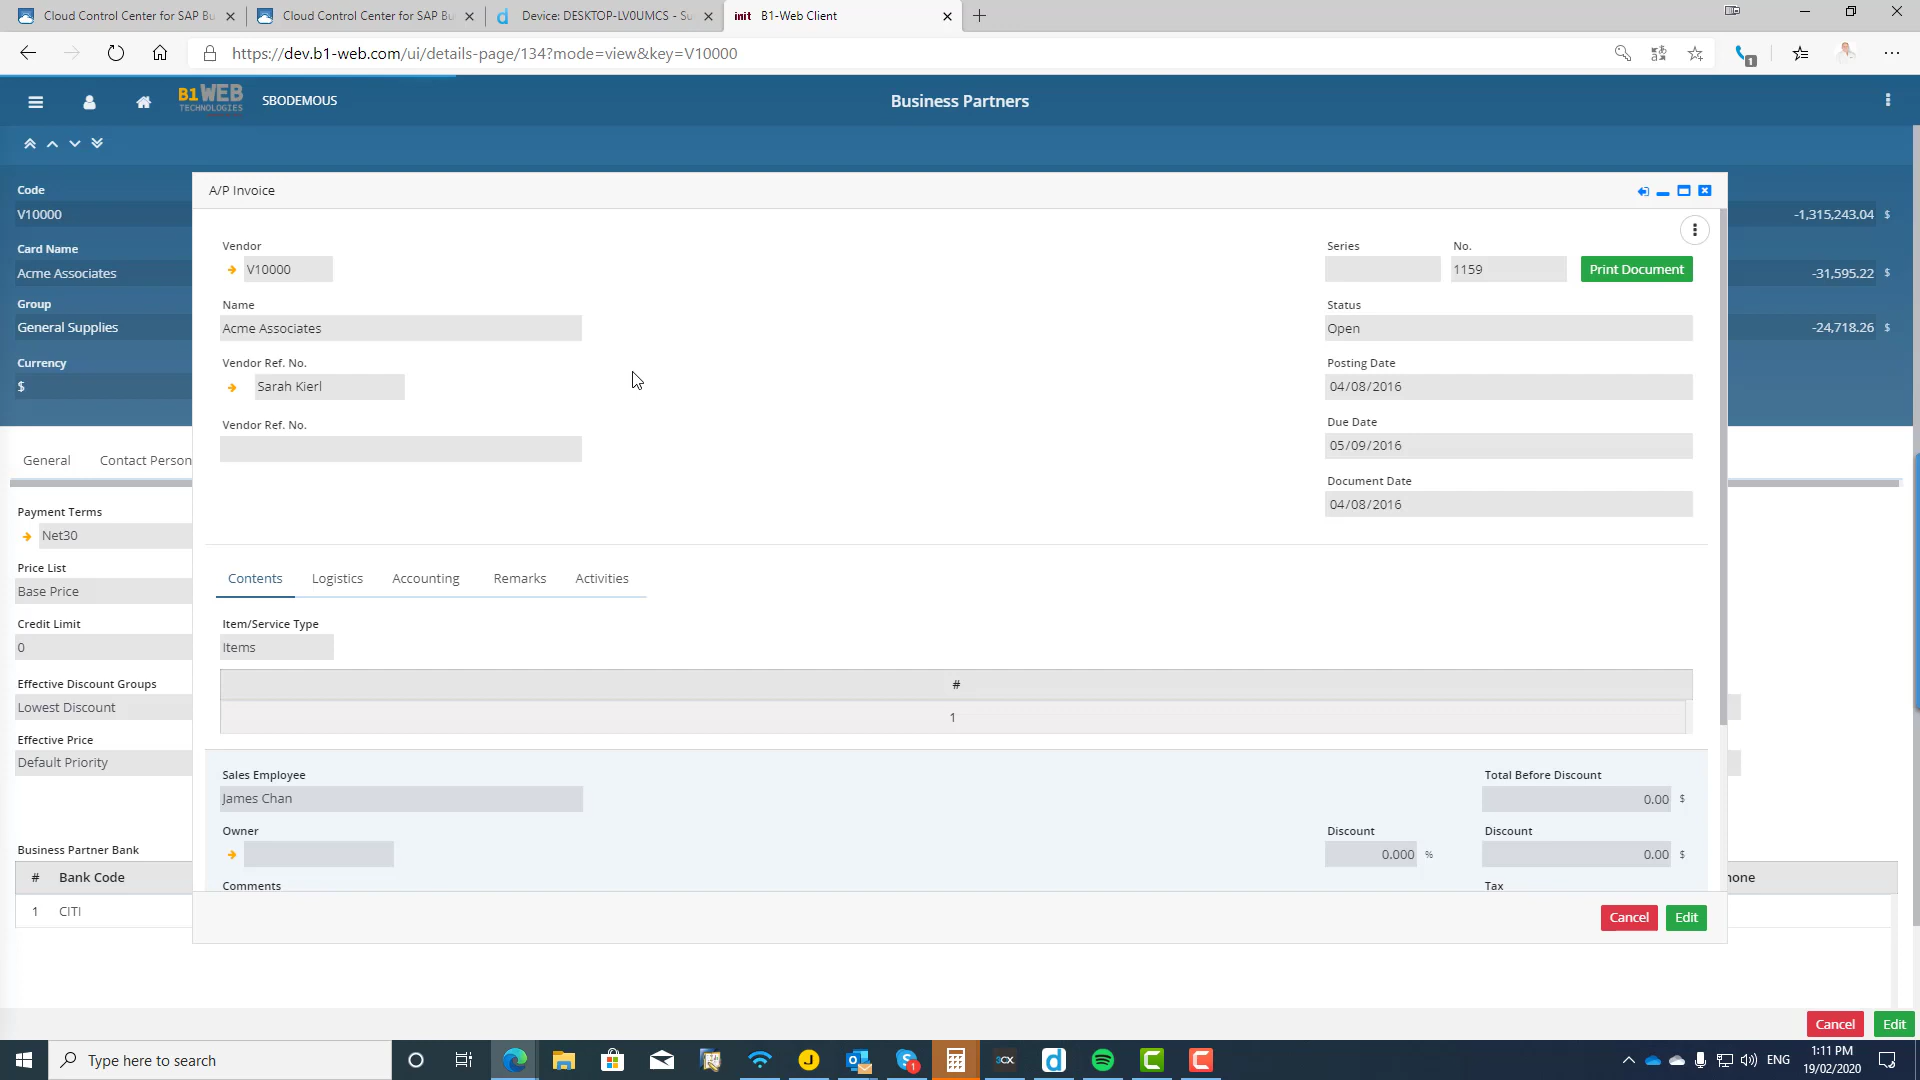 Cloud Control Center for SAP Bu
Cloud Control Center for SAP Bu
Device: DESKTOP-LV0UMCS - Su
init B1-Web Client
https://dev.b1-web.com/ui/details-page/134?mode=view&key=V10000
1
B1WEB
TECHNOLOGIES
SBODEMOUS
Business Partners
Code
V10000
-1,315,243.04 $
Card Name
Acme Associates
-31,595.22 $
Group
General Supplies
-24,718.26 $
Currency
$
General
Contact Person
Payment Terms
Net30
Price List
Base Price
Credit Limit
0
Effective Discount Groups
Lowest Discount
Effective Price
Default Priority
Business Partner Bank
# Bank Code
1 CITI
A/P Invoice
Vendor
V10000
Name
Acme Associates
Vendor Ref. No.
Sarah Kierl
Vendor Ref. No.
Series
No.
1159
Print Document
Status
Open
Posting Date
04/08/2016
Due Date
05/09/2016
Document Date
04/08/2016
Contents
Logistics
Accounting
Remarks
Activities
Item/Service Type
Items
#
1
Sales Employee
James Chan
Owner
Comments
Total Before Discount
0.00 $
Discount
0.000 %
Discount
0.00 $
Tax
Cancel
Edit
Cancel
Edit
Type here to search
J
3CX
1
ENG
1:11 PM
19/02/2020